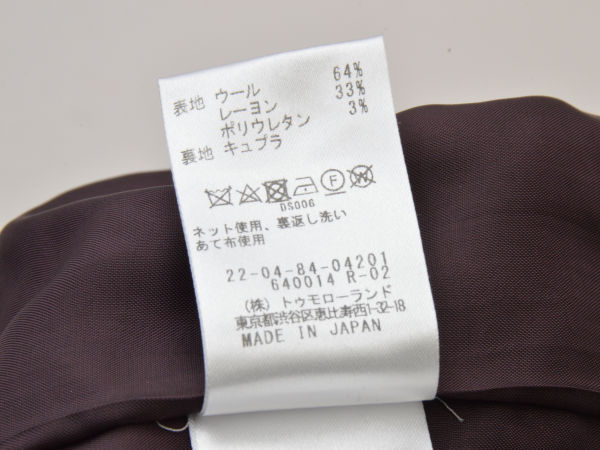 表地 ウール 64%
レーヨン 33%
ポリウレタン 3%
裏地 キュプラ
DS006
ネット使用、裏返し洗い
あて布使用
22-04-84-04201
640014 R-02
(株) トゥモローランド
東京都渋谷区恵比寿西1-32-18
MADE IN JAPAN